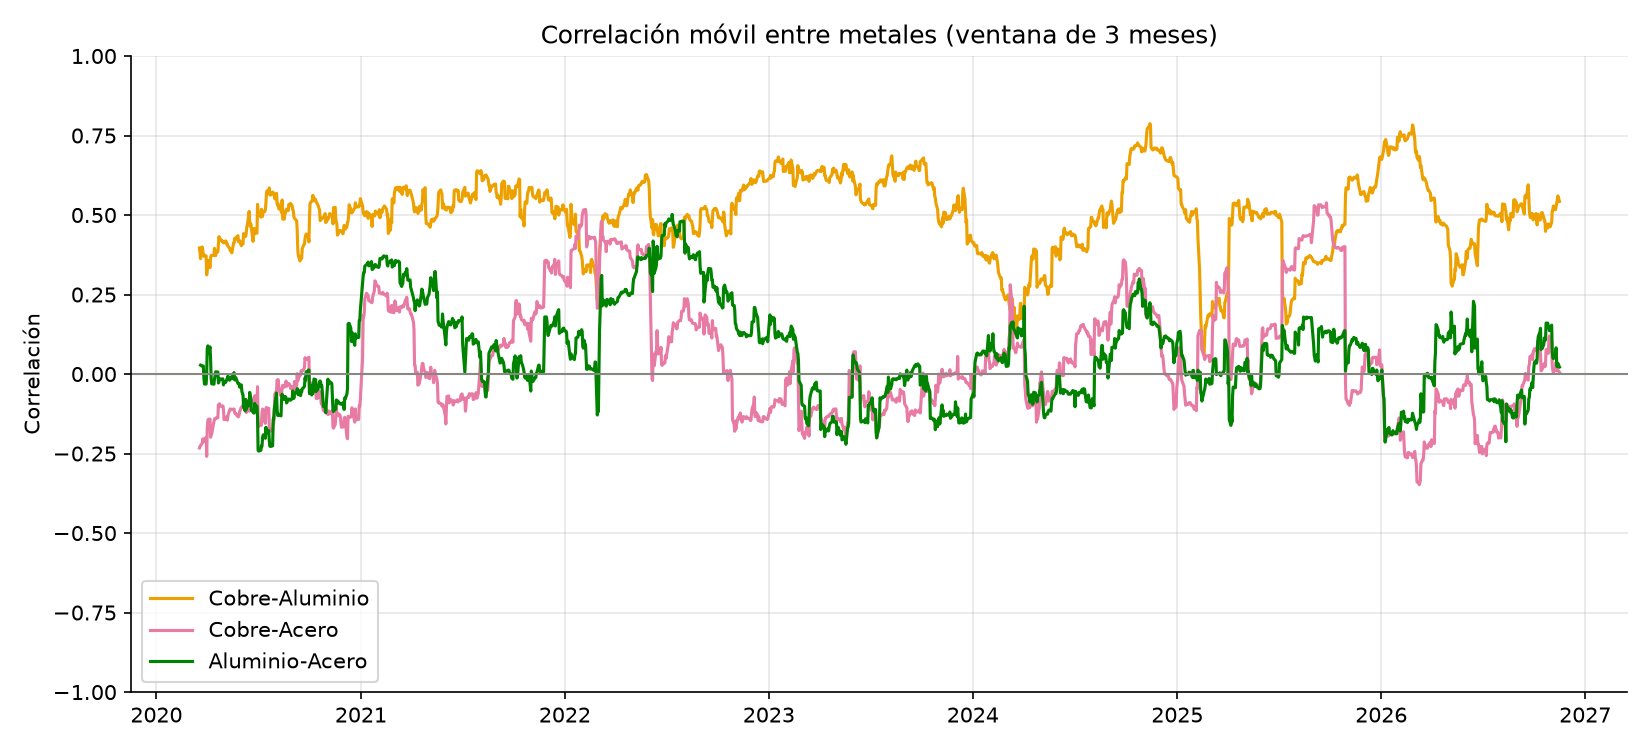 Correlación móvil entre metales (ventana de 3 meses)
Correlación
1.00
0.75
0.50
0.25
0.00
−0.25
−0.50
−0.75
−1.00
Cobre-Aluminio
Cobre-Acero
Aluminio-Acero
2020 2021 2022 2023 2024 2025 2026 2027